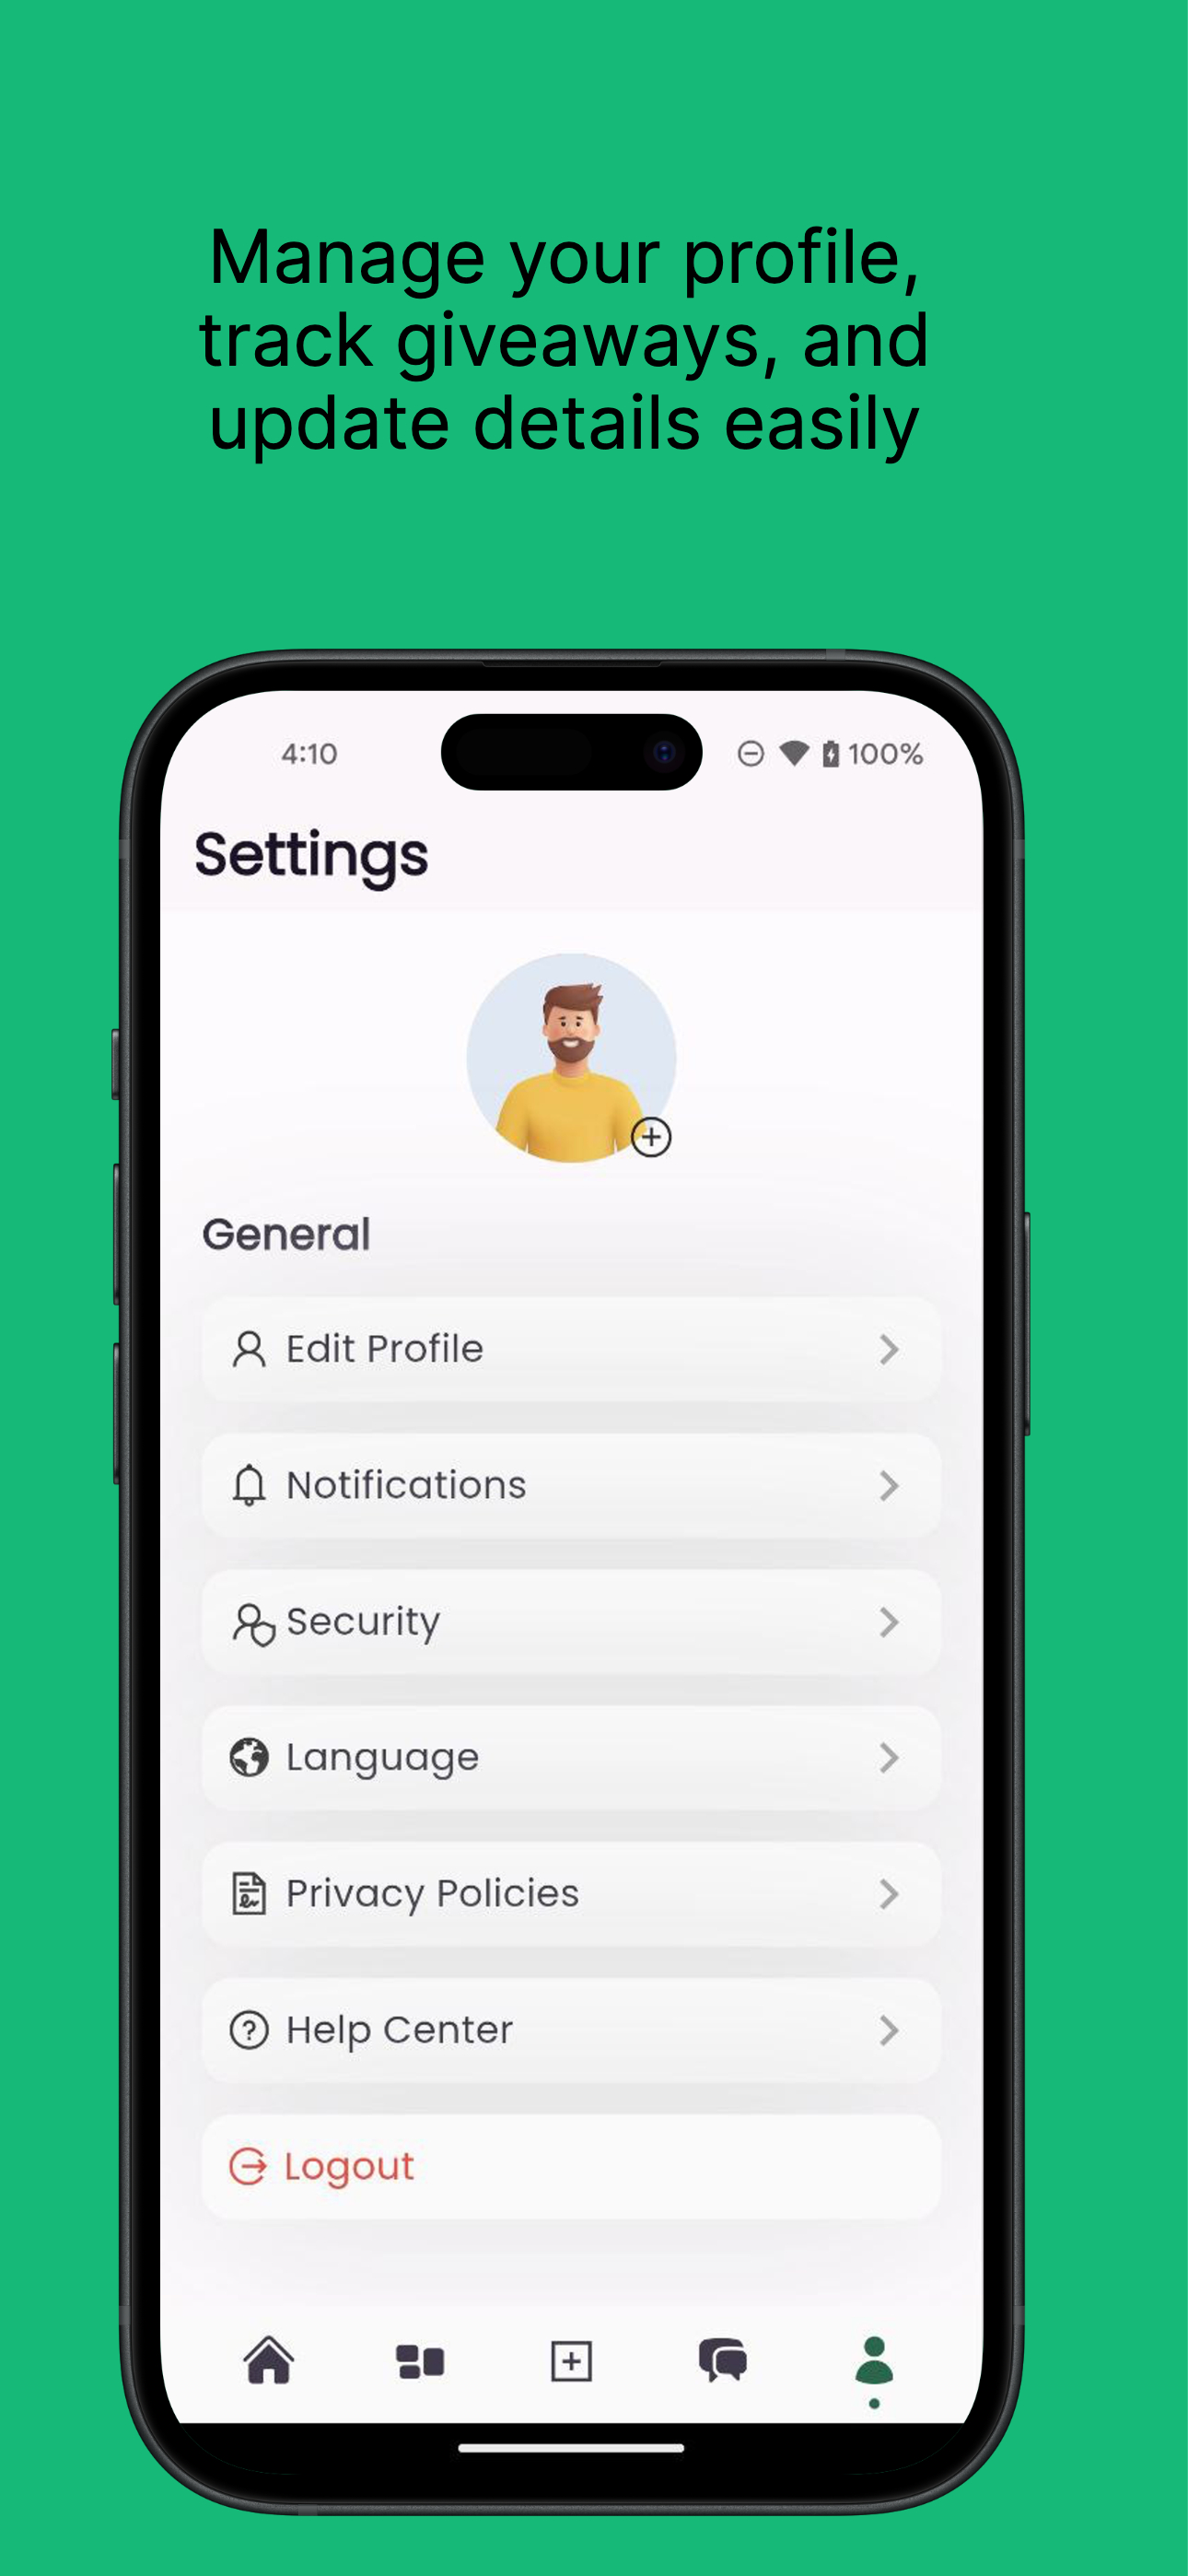 Manage your profile,
track giveaways, and
update details easily
4:10
100%
Settings
General
Edit Profile
Notifications
Security
Language
Privacy Policies
Help Center
Logout